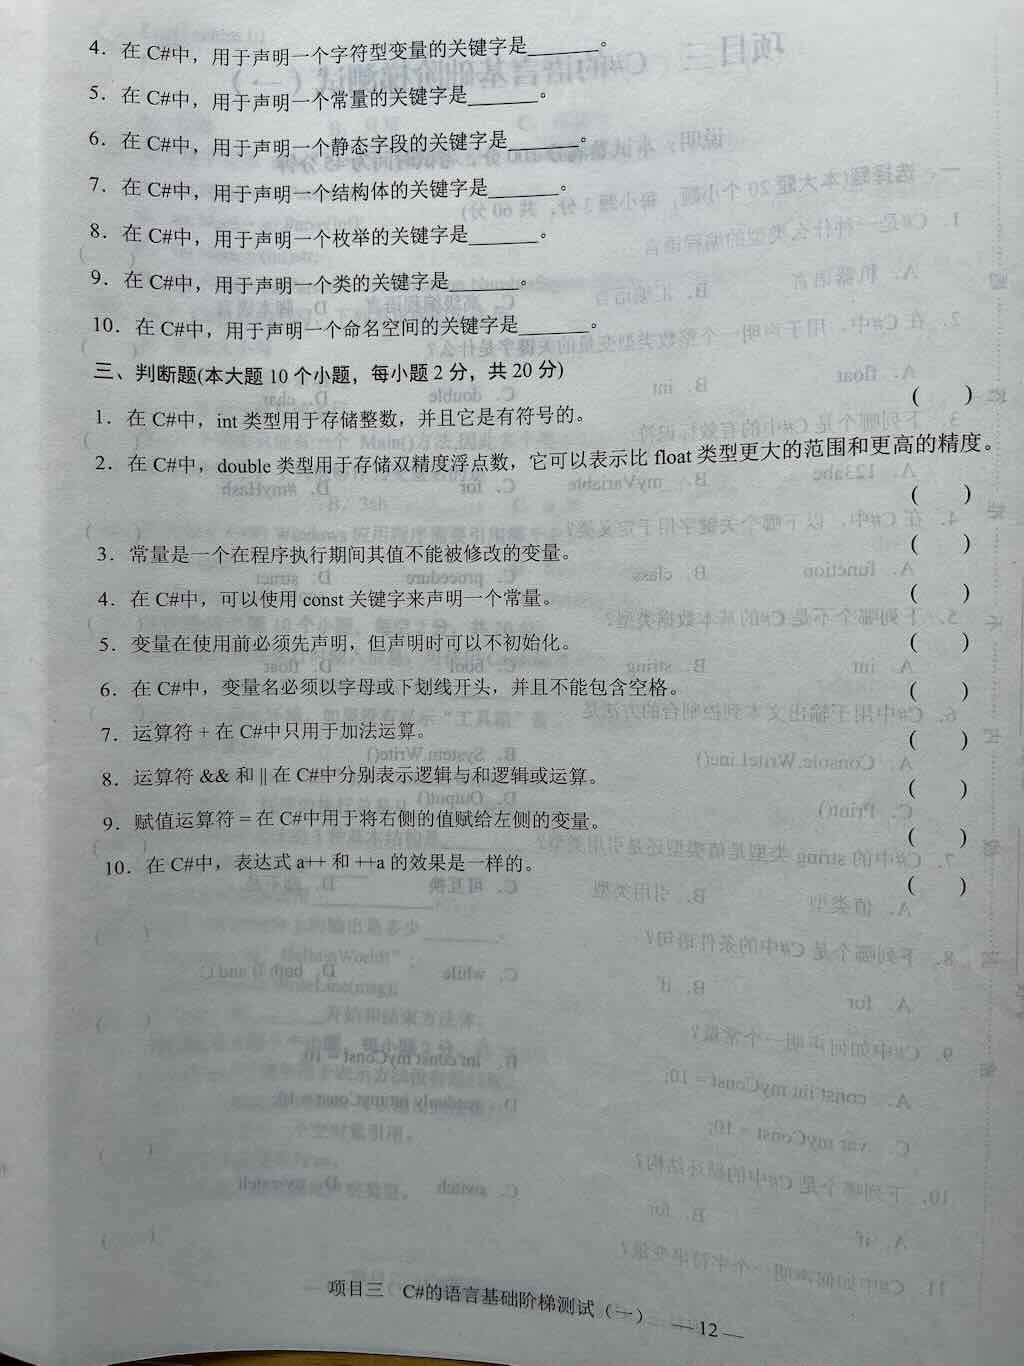 4．在 C#中，用于声明一个字符型变量的关键字是_______。
5．在 C#中，用于声明一个常量的关键字是_______。
6．在 C#中，用于声明一个静态字段的关键字是_______。
7．在 C#中，用于声明一个结构体的关键字是_______。
8．在 C#中，用于声明一个枚举的关键字是_______。
9．在 C#中，用于声明一个类的关键字是_______。
10．在 C#中，用于声明一个命名空间的关键字是_______。
三、判断题(本大题 10 个小题，每小题 2 分，共 20 分)
1．在 C#中，int 类型用于存储整数，并且它是有符号的。 (　　)
2．在 C#中，double 类型用于存储双精度浮点数，它可以表示比 float 类型更大的范围和更高的精度。
(　　)
3．常量是一个在程序执行期间其值不能被修改的变量。 (　　)
4．在 C#中，可以使用 const 关键字来声明一个常量。 (　　)
5．变量在使用前必须先声明，但声明时可以不初始化。 (　　)
6．在 C#中，变量名必须以字母或下划线开头，并且不能包含空格。 (　　)
7．运算符 + 在 C#中只用于加法运算。 (　　)
8．运算符 && 和 || 在 C#中分别表示逻辑与和逻辑或运算。 (　　)
9．赋值运算符 = 在 C#中用于将右侧的值赋给左侧的变量。 (　　)
10．在 C#中，表达式 a++ 和 ++a 的效果是一样的。 (　　)
项目三　C#的语言基础阶梯测试（一）　— 12 —